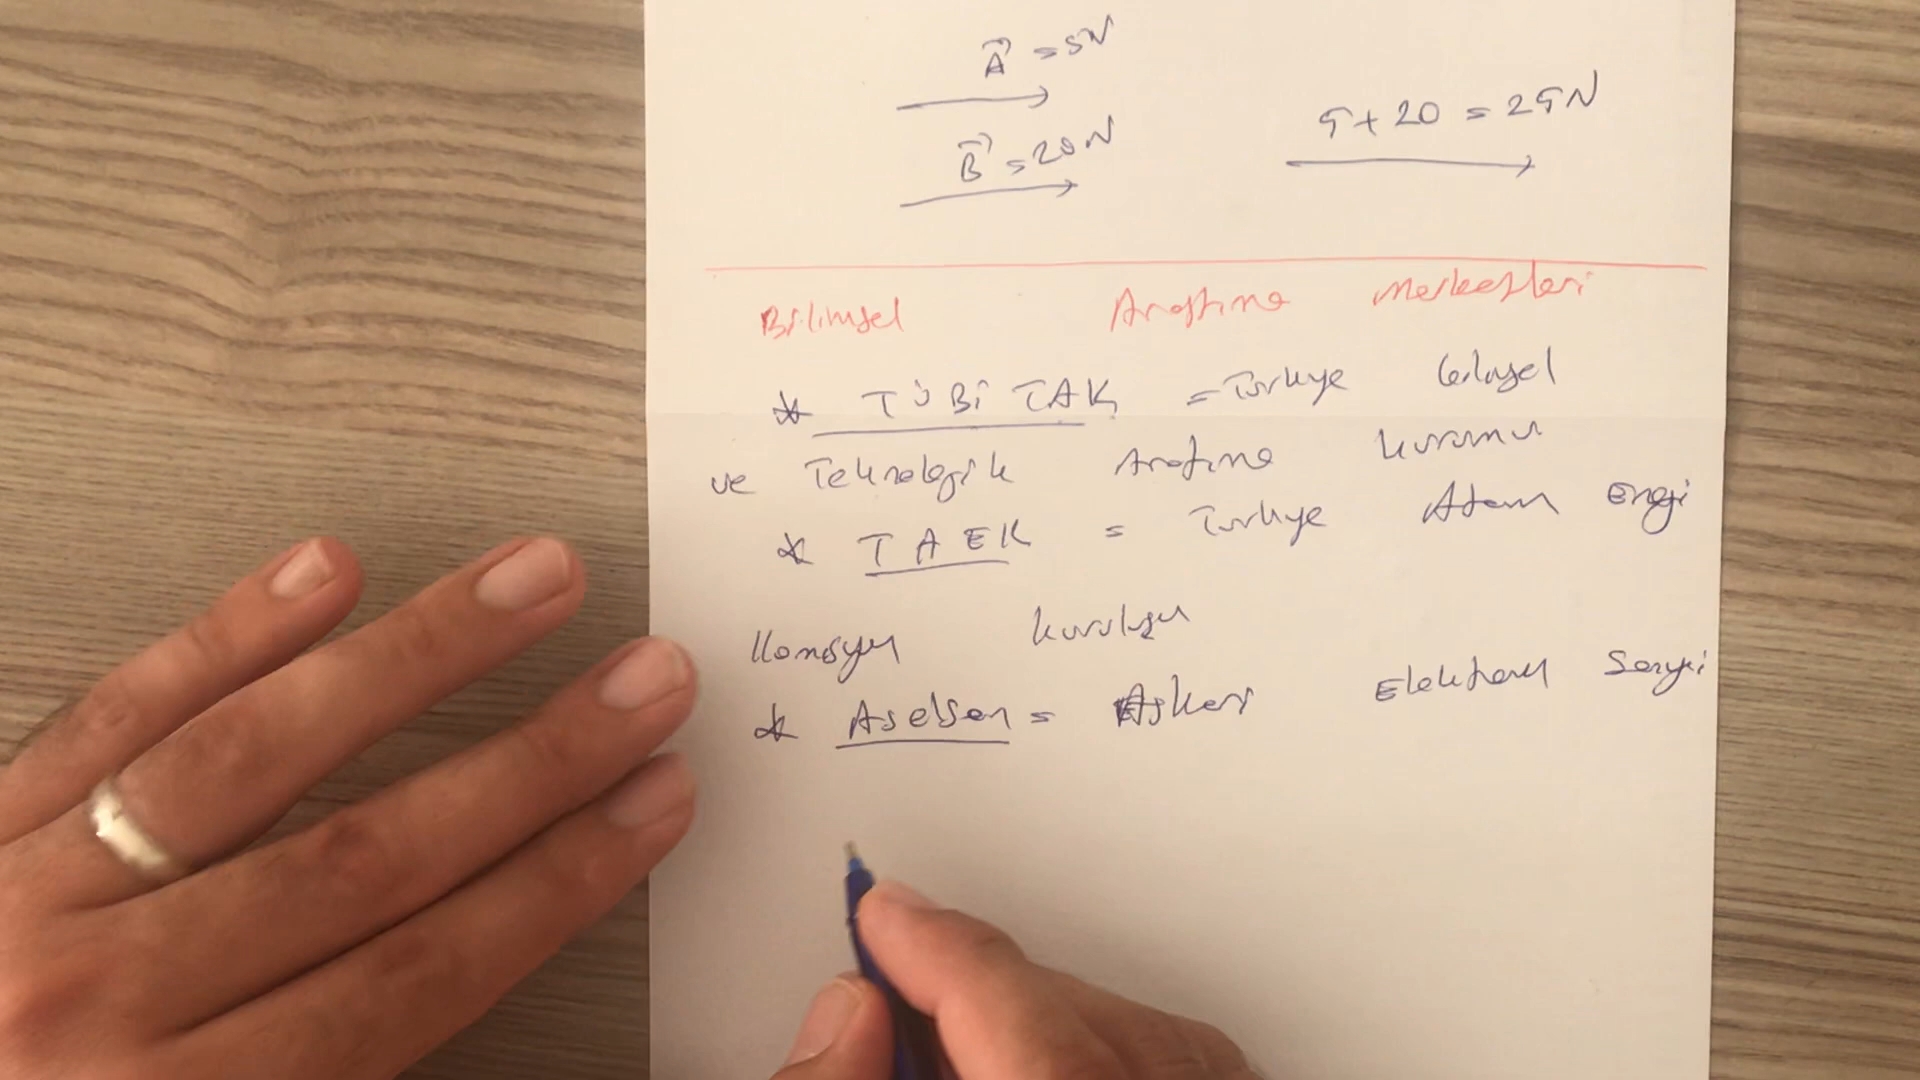 A⃗ = 5N
B⃗ = 20N
5 + 20 = 25N
Bilimsel Araştırma Merkezleri
* TÜBİTAK = Türkiye bilimsel
ve Teknolojik Araştırma kurumu
* TAEK = Türkiye Atom Enerji
Komisyon kuruluşu
* Aselsan = Askeri Elektronik Sanayi